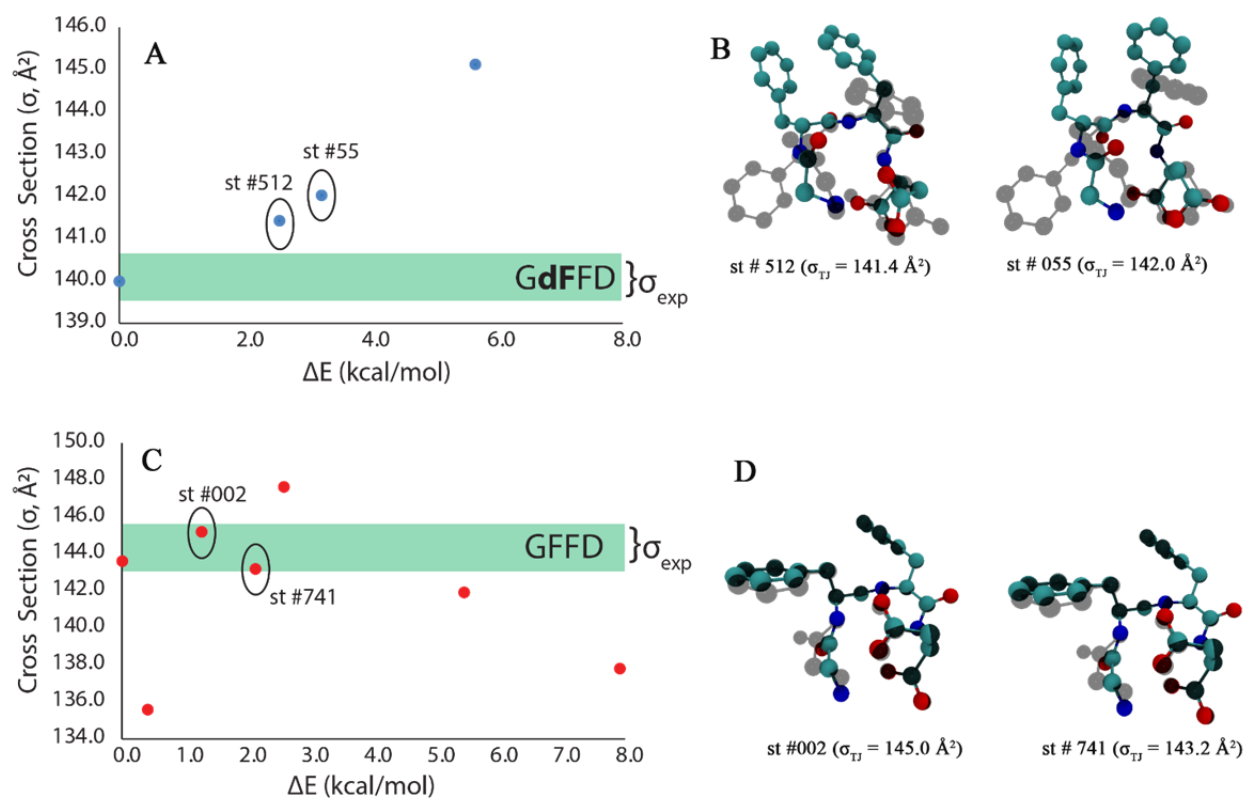 A
Cross Section (σ, Å²)
146.0
145.0
144.0
143.0
142.0
141.0
140.0
139.0
st #55
st #512
GdFFD }σexp
0.0 2.0 4.0 6.0 8.0
ΔE (kcal/mol)
B
st # 512 (σTJ = 141.4 Å²)
st # 055 (σTJ = 142.0 Å²)
C
Cross Section (σ, Å²)
150.0
148.0
146.0
144.0
142.0
140.0
138.0
136.0
134.0
st #002
GFFD }σexp
st #741
0.0 1.0 2.0 3.0 4.0 5.0 6.0 7.0 8.0
ΔE (kcal/mol)
D
st #002 (σTJ = 145.0 Å²)
st # 741 (σTJ = 143.2 Å²)